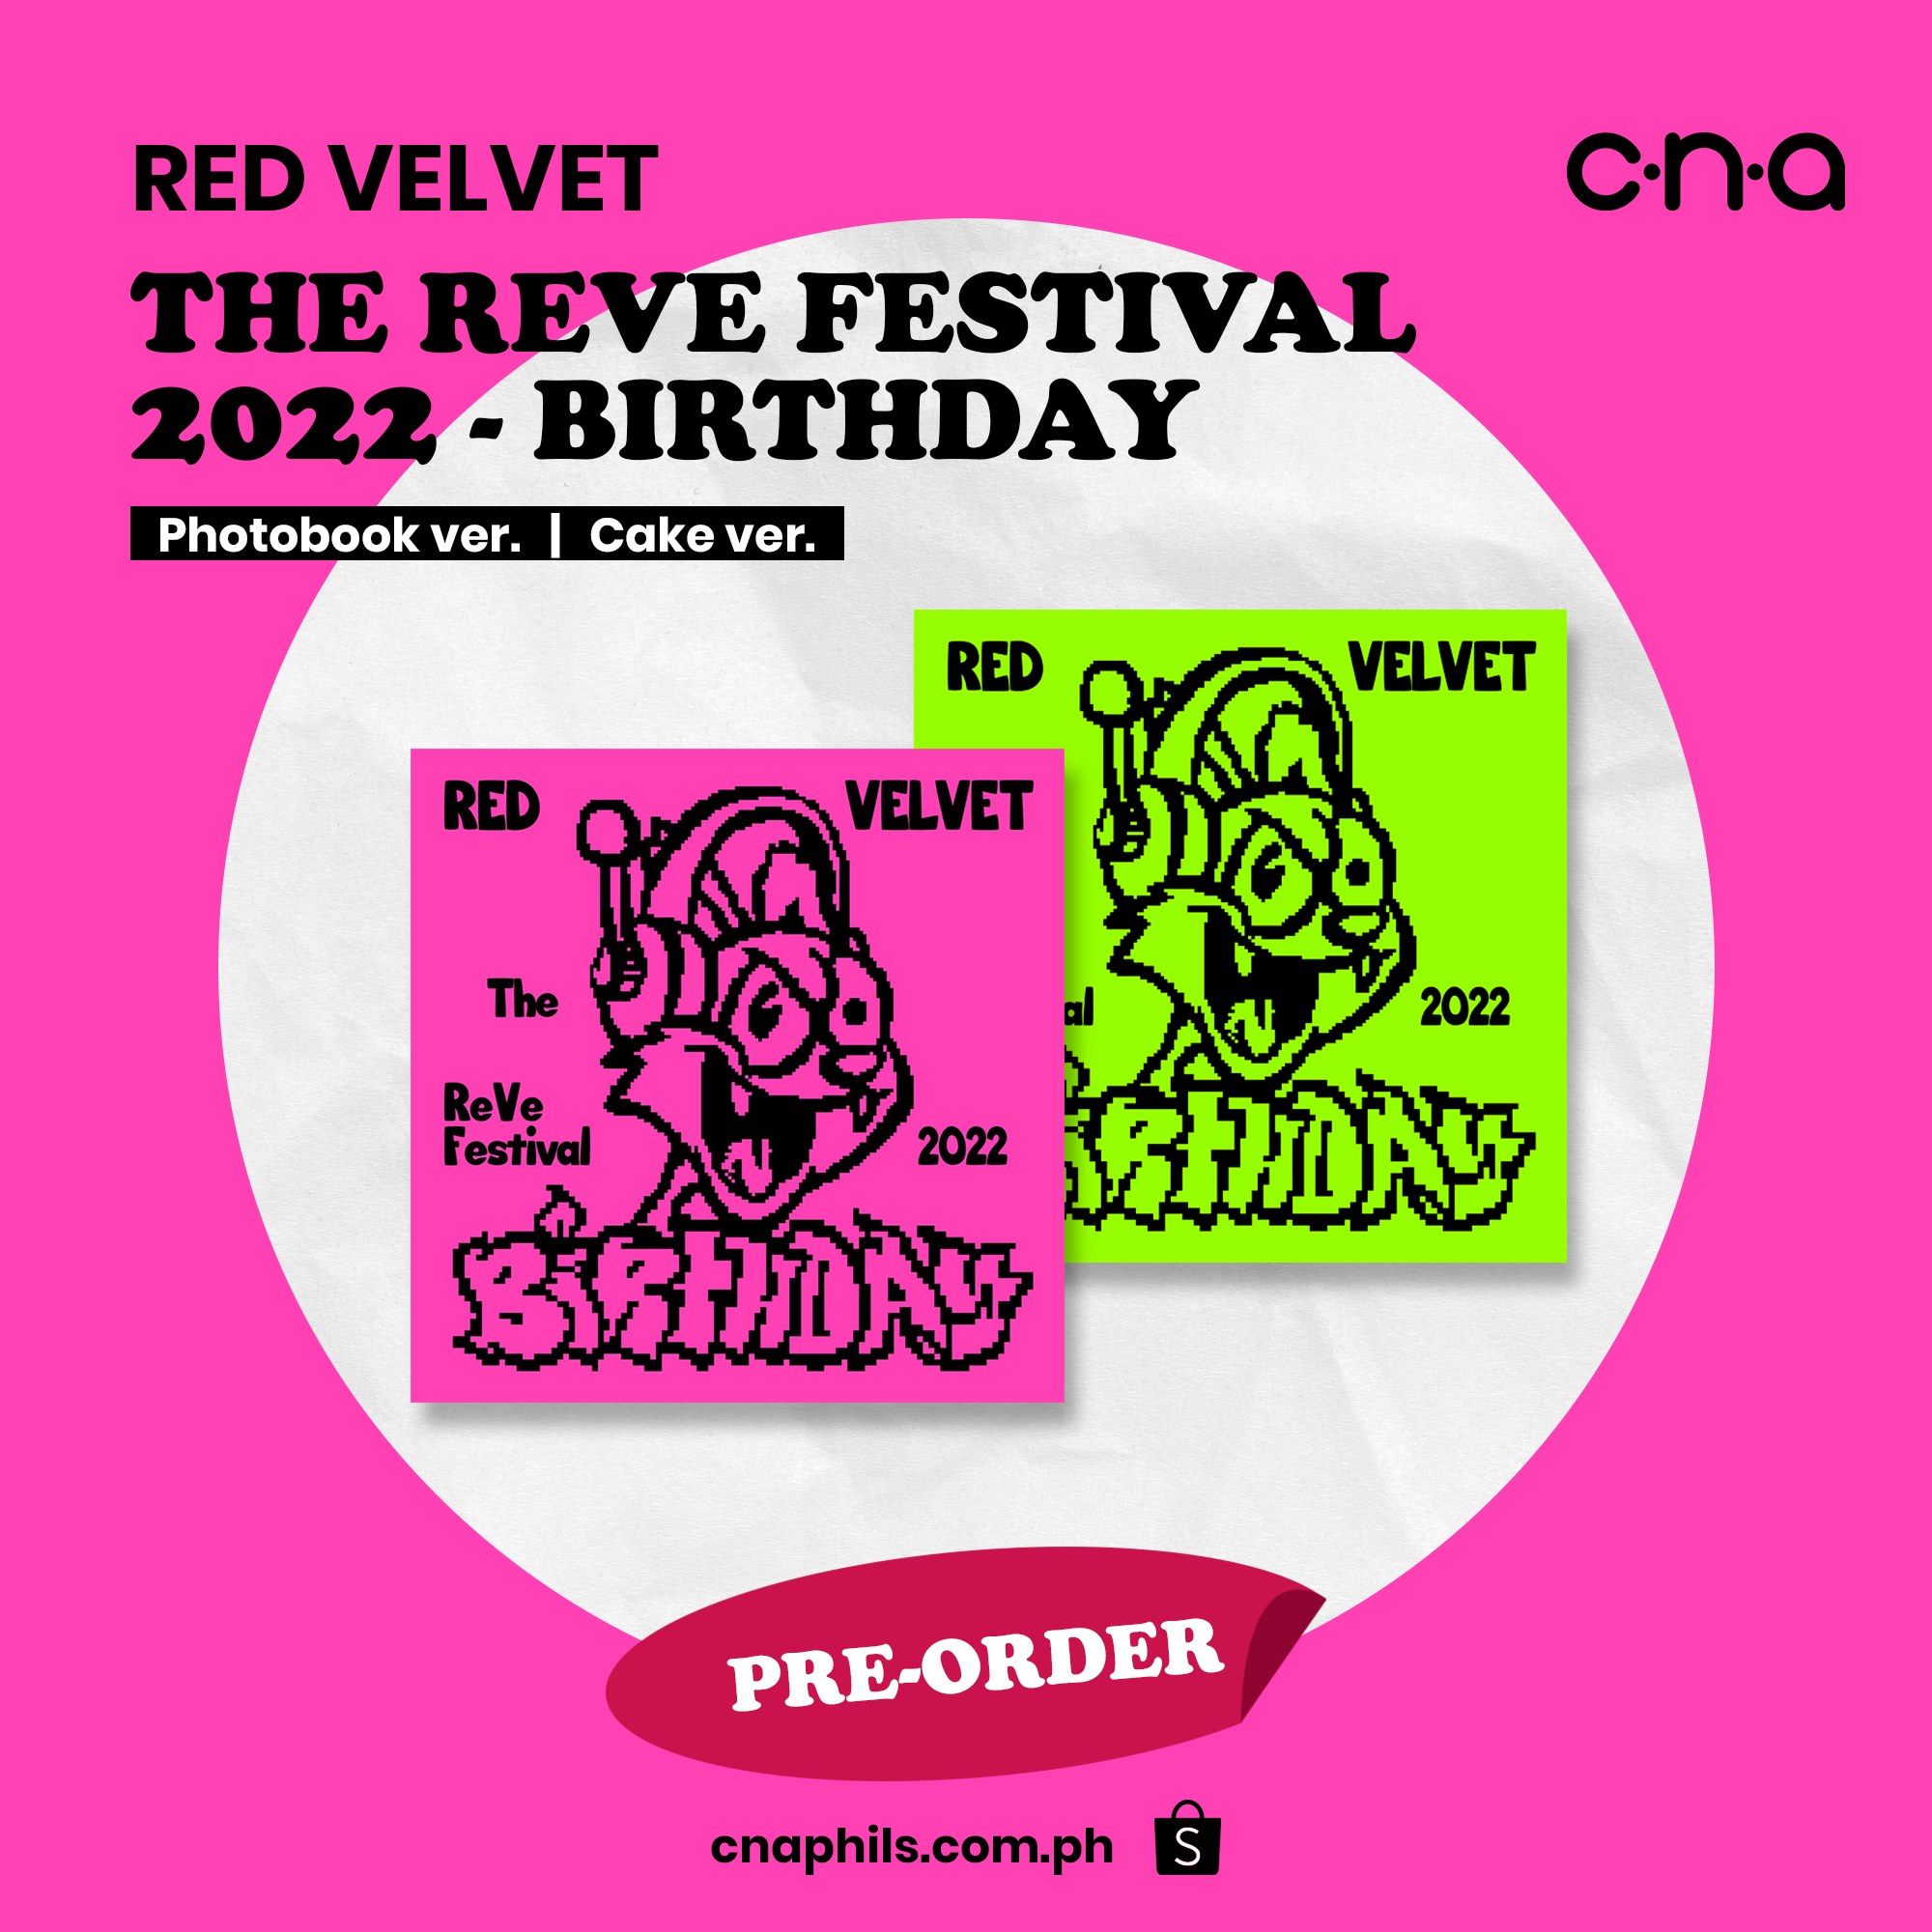 RED VELVET
c·n·a
THE REVE FESTIVAL
2022 - BIRTHDAY
Photobook ver. | Cake ver.
RED VELVET
al 2022
BIRTHDAY
RED VELVET
The
ReVe
Festival 2022
BiRTHDAY
PRE-ORDER
cnaphils.com.ph
S